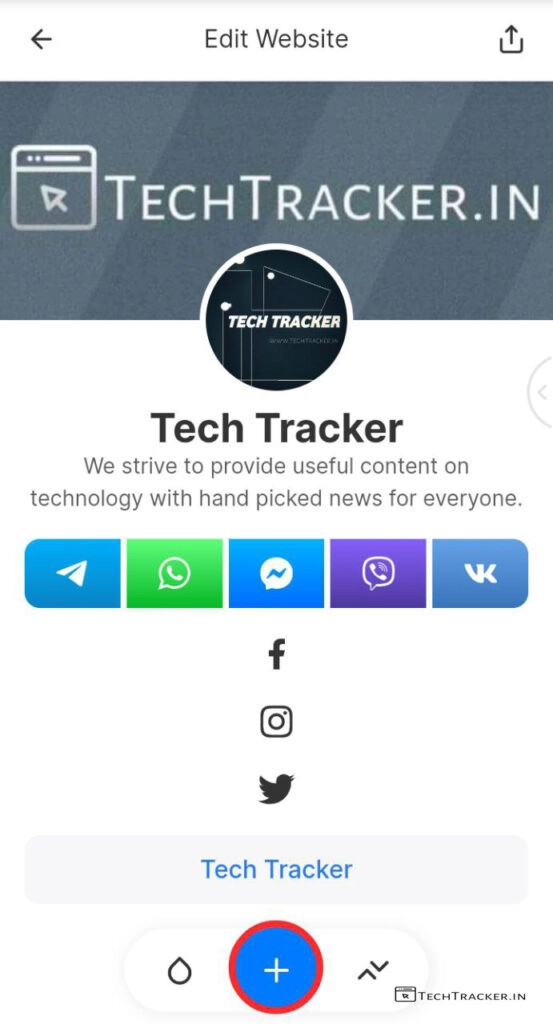 Edit Website
TECHTRACKER.IN
TECH TRACKER
WWW.TECHTRACKER.IN
Tech Tracker
We strive to provide useful content on
technology with hand picked news for everyone.
Tech Tracker
TECHTRACKER.IN